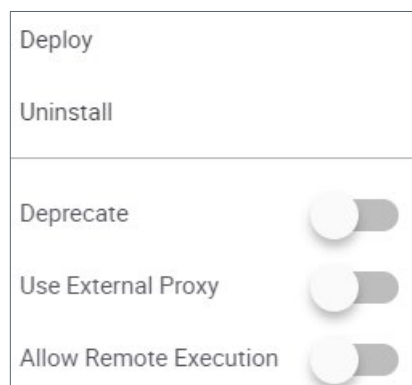 Deploy
Uninstall
Deprecate
Use External Proxy
Allow Remote Execution